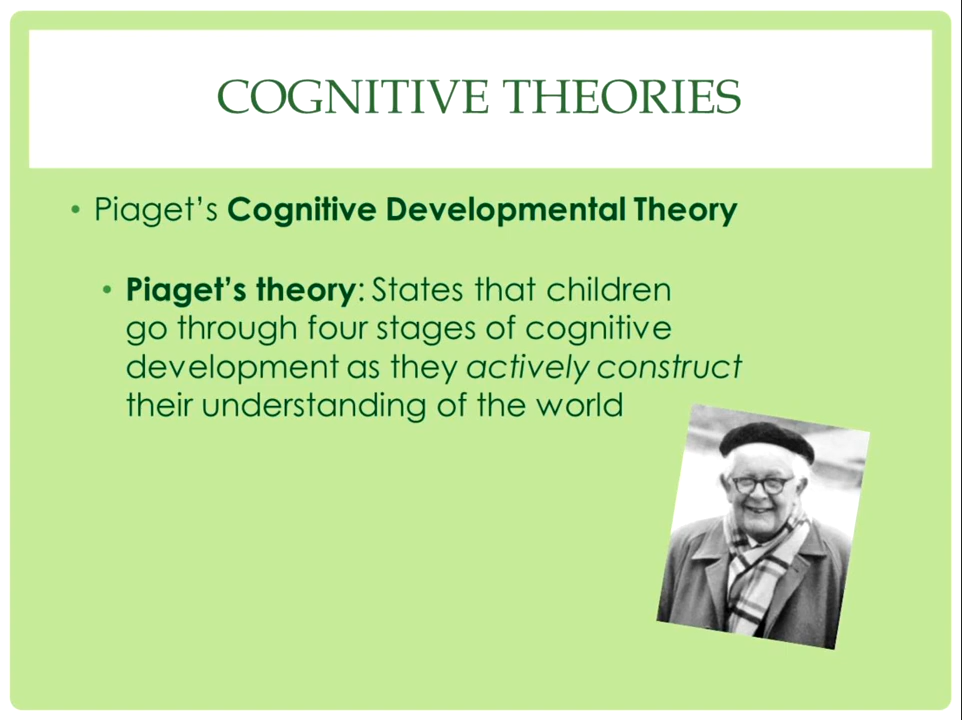 COGNITIVE THEORIES
• Piaget’s Cognitive Developmental Theory
• Piaget’s theory: States that children
go through four stages of cognitive
development as they actively construct
their understanding of the world